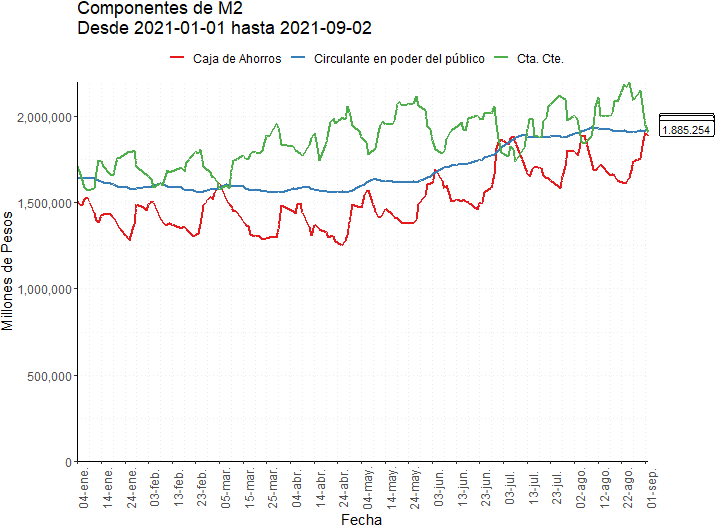 Componentes de M2
Desde 2021-01-01 hasta 2021-09-02
Caja de Ahorros Circulante en poder del público Cta. Cte.
2,000,000
1,500,000
1,000,000
500,000
0
Millones de Pesos
1.885.254
04-ene. 14-ene. 24-ene. 03-feb. 13-feb. 23-feb. 05-mar. 15-mar. 25-mar. 04-abr. 14-abr. 24-abr. 04-may. 14-may. 24-may. 03-jun. 13-jun. 23-jun. 03-jul. 13-jul. 23-jul. 02-ago. 12-ago. 22-ago. 01-sep.
Fecha